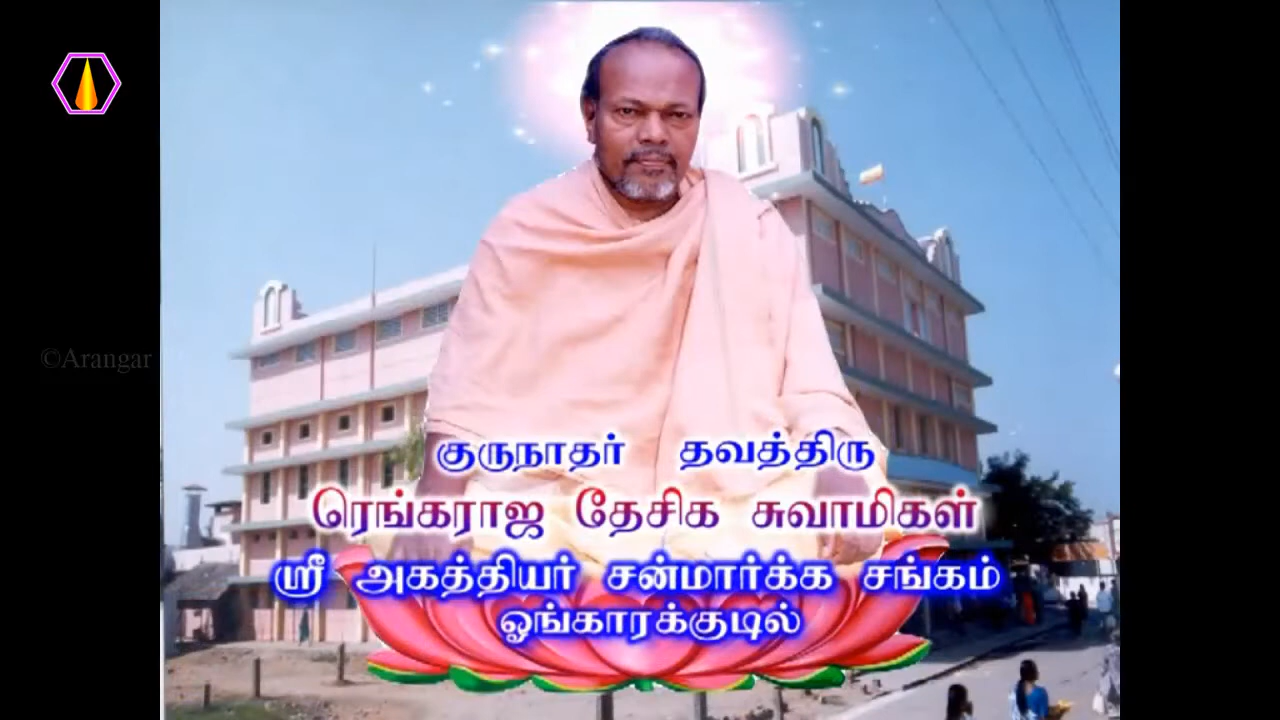 ©Arangar
குருநாதர் தவத்திரு
ரெங்கராஜ தேசிக சுவாமிகள்
ஸ்ரீ அகத்தியர் சன்மார்க்க சங்கம்
ஓங்காரக்குடில்